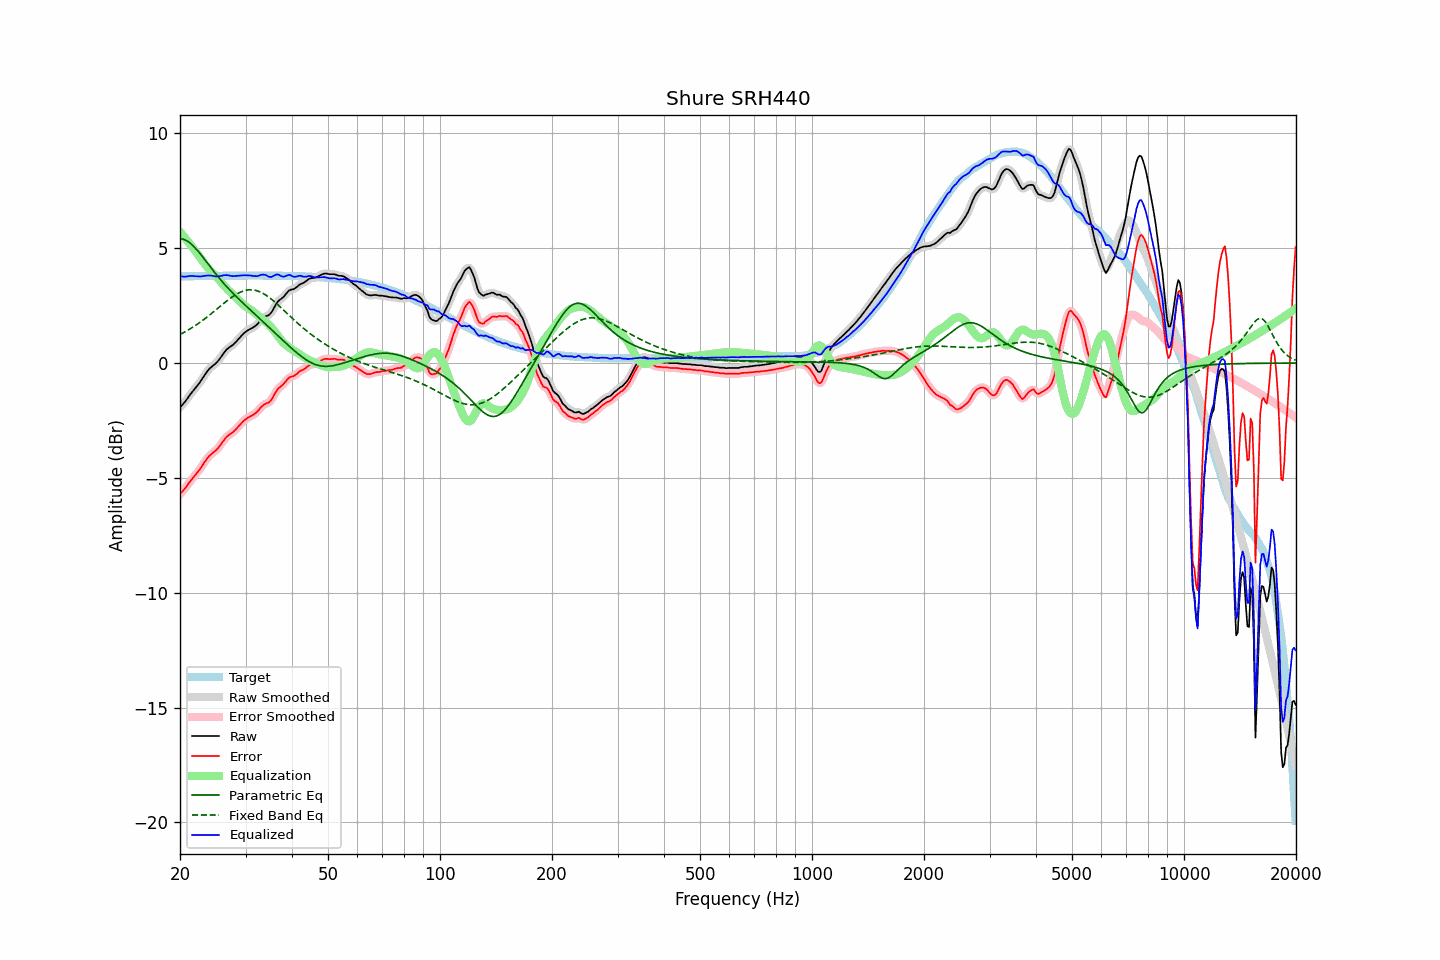 Shure SRH440
Amplitude (dBr)
10
5
0
−5
−10
−15
−20
Target
Raw Smoothed
Error Smoothed
Raw
Error
Equalization
Parametric Eq
Fixed Band Eq
Equalized
20 50 100 200 500 1000 2000 5000 10000 20000
Frequency (Hz)